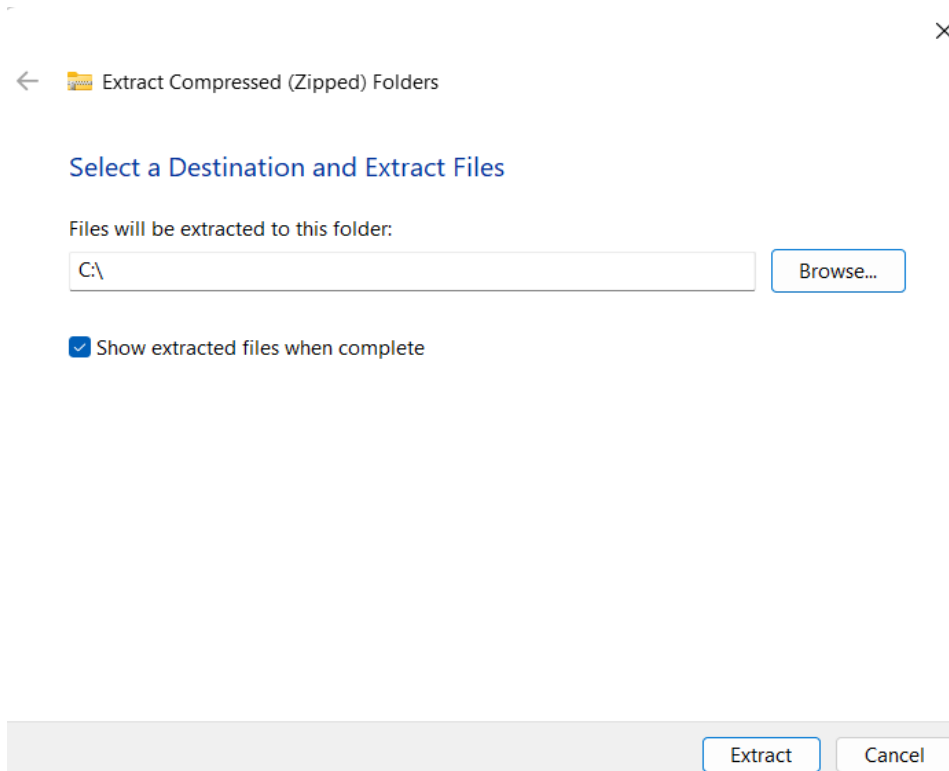 Extract Compressed (Zipped) Folders
Select a Destination and Extract Files
Files will be extracted to this folder:
C:\
Browse...
Show extracted files when complete
Extract
Cancel